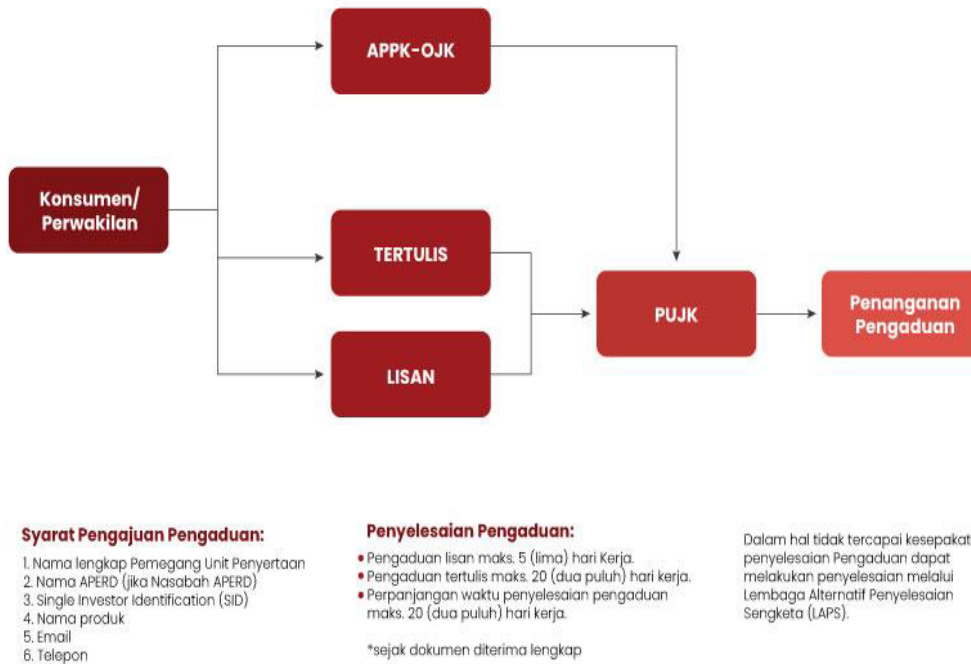 APPK-OJK
Konsumen/
Perwakilan
TERTULIS
LISAN
PUJK
Penanganan
Pengaduan
Syarat Pengajuan Pengaduan:
1. Nama lengkap Pemegang Unit Penyertaan
2. Nama APERD (jika Nasabah APERD)
3. Single Investor Identification (SID)
4. Nama produk
5. Email
6. Telepon
Penyelesaian Pengaduan:
• Pengaduan lisan maks. 5 (lima) hari Kerja.
• Pengaduan tertulis maks. 20 (dua puluh) hari kerja.
• Perpanjangan waktu penyelesaian pengaduan
maks. 20 (dua puluh) hari kerja.
*sejak dokumen diterima lengkap
Dalam hal tidak tercapai kesepakat
penyelesaian Pengaduan dapat
melakukan penyelesaian melalui
Lembaga Alternatif Penyelesaian
Sengketa (LAPS).